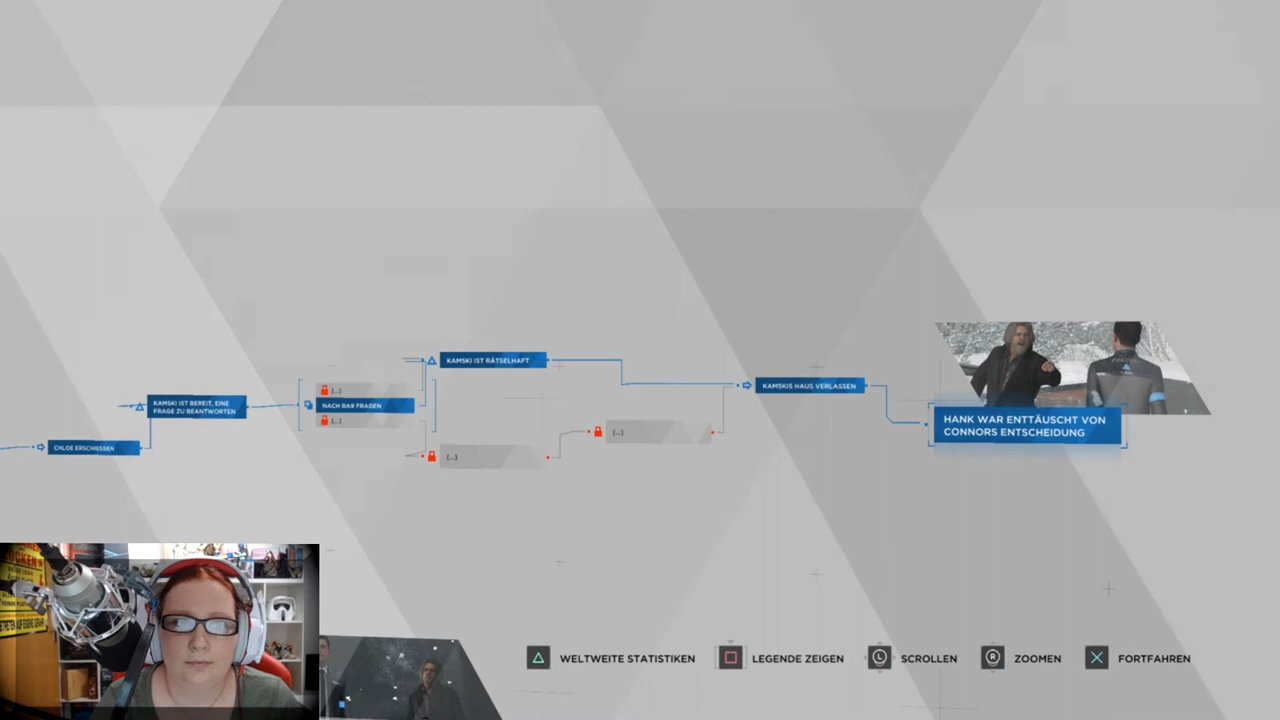 KAMSKI IST RÄTSELHAFT
[...]
KAMSKI IST BEREIT, EINE
FRAGE ZU BEANTWORTEN
NACH RA9 FRAGEN
[...]
KAMSKIS HAUS VERLASSEN
HANK WAR ENTTÄUSCHT VON
CONNORS ENTSCHEIDUNG
[...]
CHLOE ERSCHIESSEN
[...]
WELTWEITE STATISTIKEN
LEGENDE ZEIGEN
L
SCROLLEN
R
ZOOMEN
FORTFAHREN